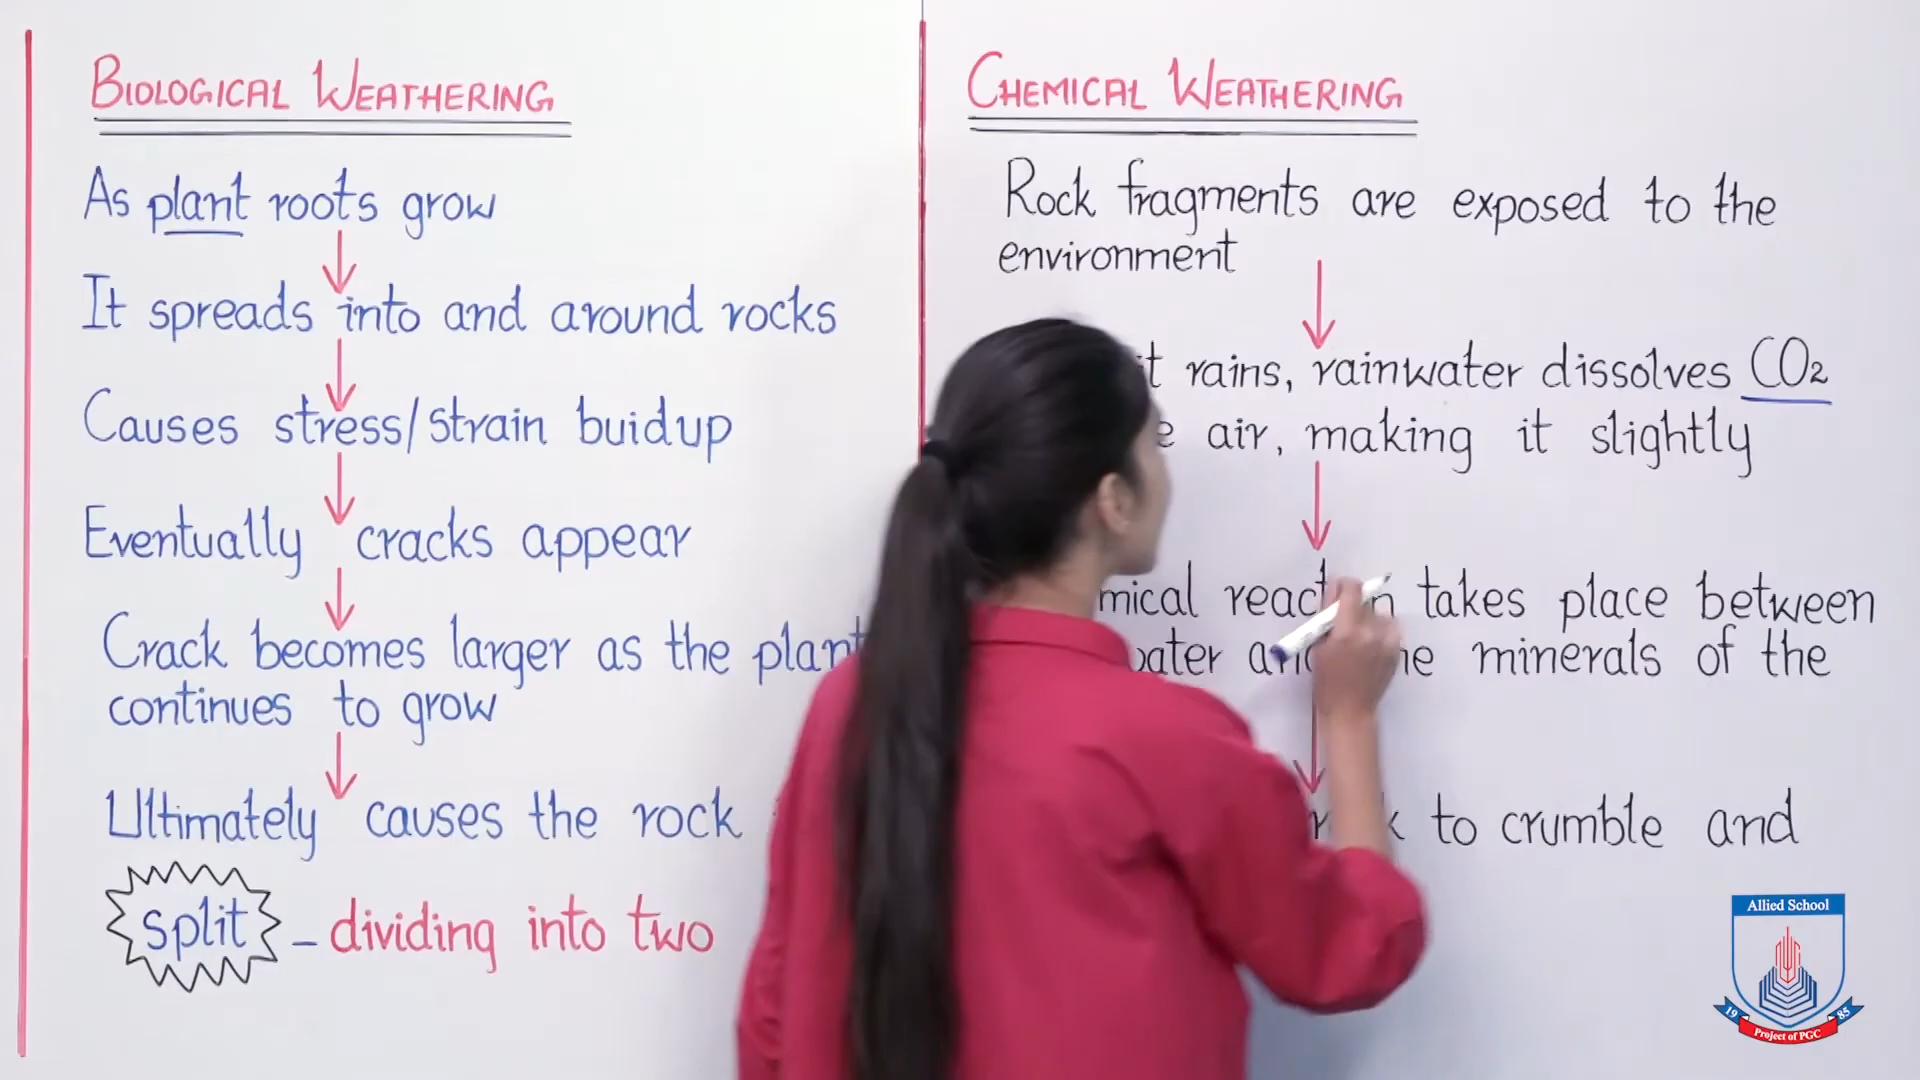 BIOLOGICAL WEATHERING
As plant roots grow
It spreads into and around rocks
Causes stress/strain buidup
Eventually cracks appear
Crack becomes larger as the plant
continues to grow
Ultimately causes the rock
split – dividing into two
CHEMICAL WEATHERING
Rock fragments are exposed to the
environment
rains, rainwater dissolves CO₂
air, making it slightly
takes place between
minerals of the
to crumble and
Allied School
19 85
Project of PGC